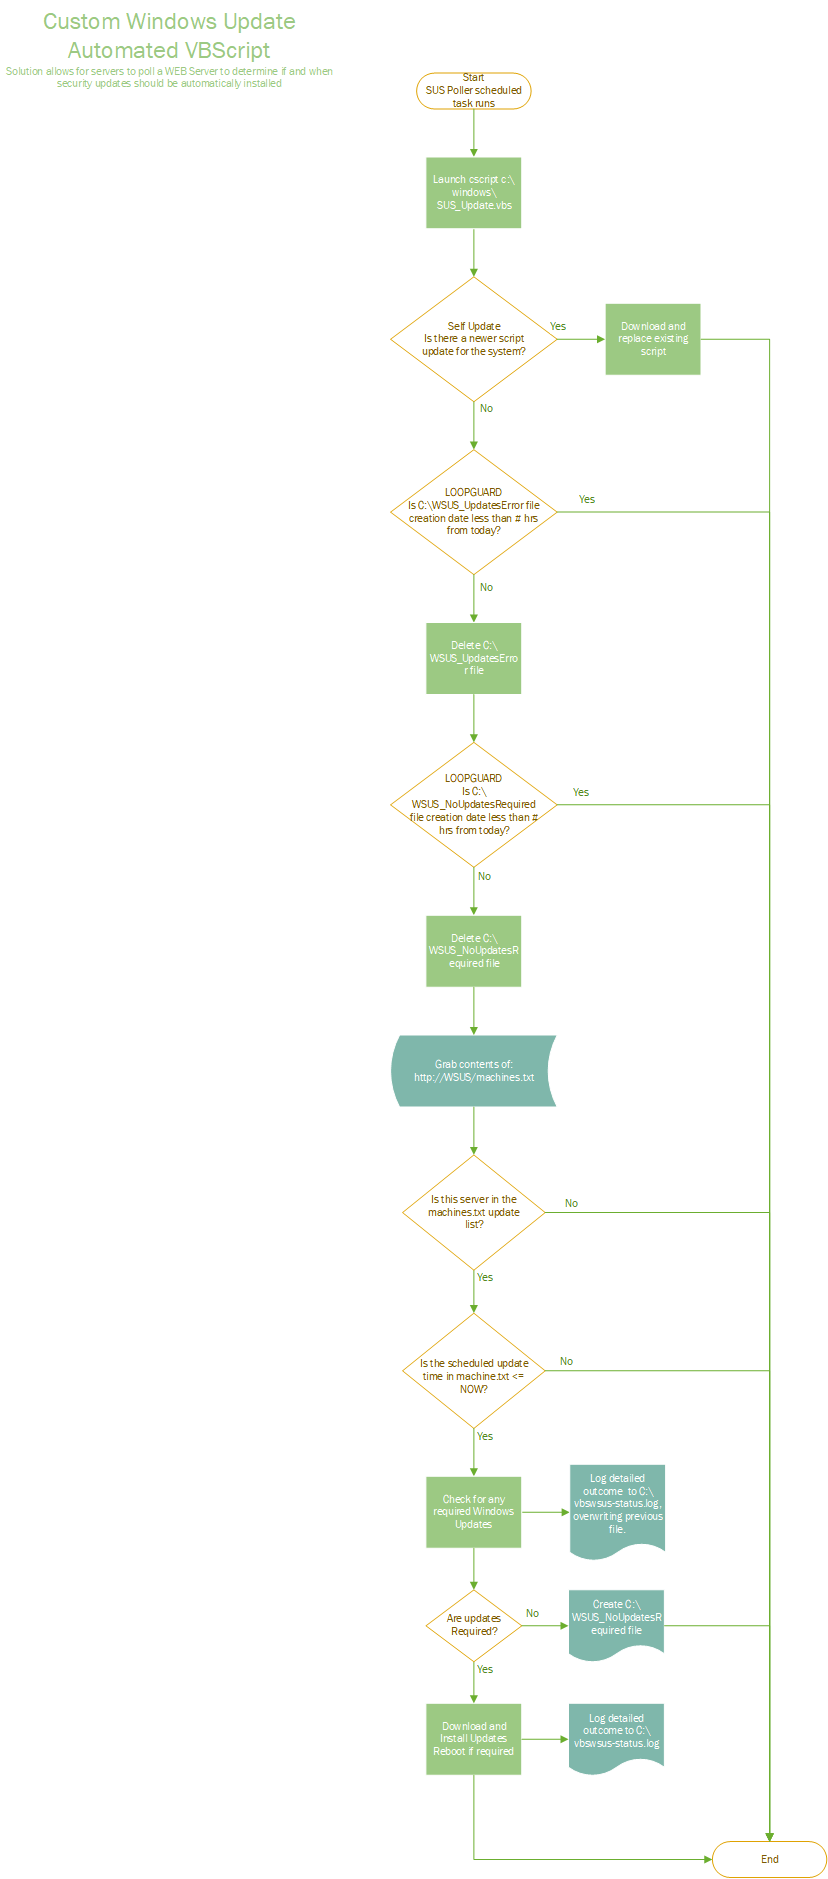 Custom Windows Update
Automated VBScript
Solution allows for servers to poll a WEB Server to determine if and when
security updates should be automatically installed
Start
SUS Poller scheduled
task runs
Launch cscript c:\
windows\
SUS_Update.vbs
Self Update
Is there a newer script
update for the system?
Yes
Download and
replace existing
script
No
LOOPGUARD
Is C:\WSUS_UpdatesError file
creation date less than # hrs
from today?
Yes
No
Delete C:\
WSUS_UpdatesErro
r file
LOOPGUARD
Is C:\
WSUS_NoUpdatesRequired
file creation date less than #
hrs from today?
Yes
No
Delete C:\
WSUS_NoUpdatesR
equired file
Grab contents of:
http://WSUS/machines.txt
Is this server in the
machines.txt update
list?
No
Yes
Is the scheduled update
time in machine.txt <=
NOW?
No
Yes
Check for any
required Windows
Updates
Log detailed
outcome to C:\
vbswsus-status.log,
overwriting previous
file.
Are updates
Required?
No
Create C:\
WSUS_NoUpdatesR
equired file
Yes
Download and
Install Updates
Reboot if required
Log detailed
outcome to C:\
vbswsus-status.log
End